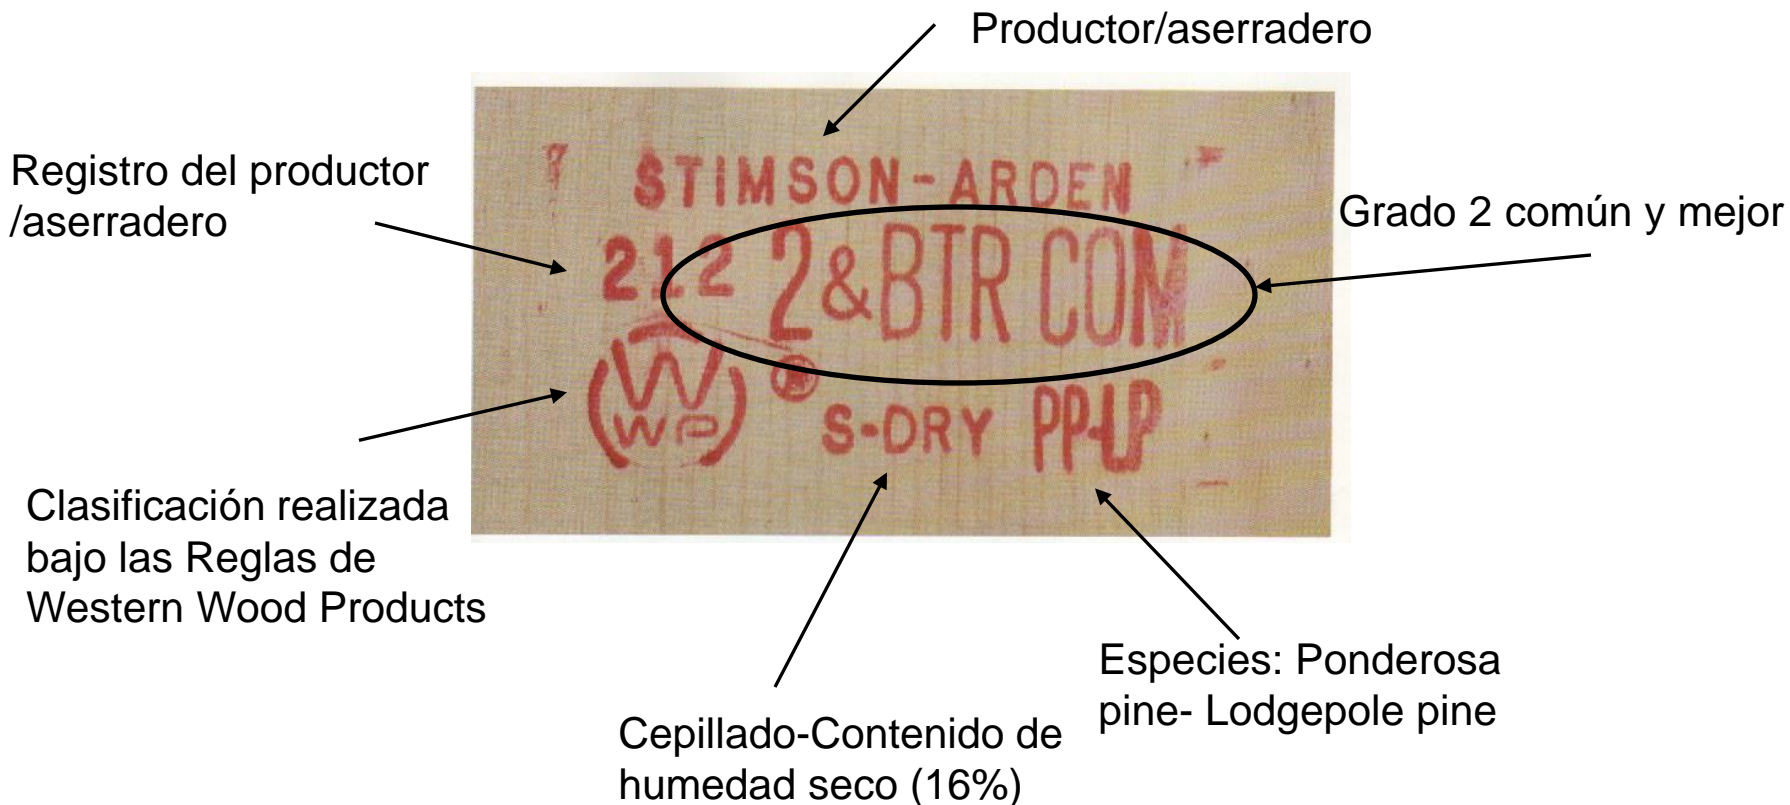 Productor/aserradero
Registro del productor
/aserradero
STIMSON-ARDEN
Grado 2 común y mejor
212 2&BTR COM
W
WP
®
S-DRY PP-LP
Clasificación realizada
bajo las Reglas de
Western Wood Products
Especies: Ponderosa
pine- Lodgepole pine
Cepillado-Contenido de
humedad seco (16%)